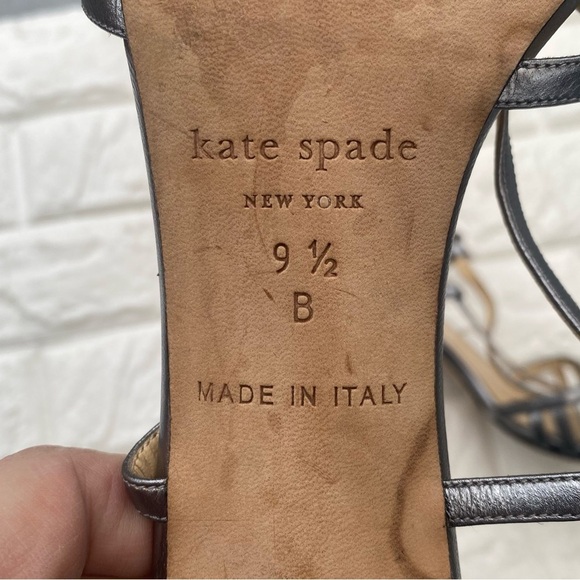 kate spade
NEW YORK
9 ½
B
MADE IN ITALY